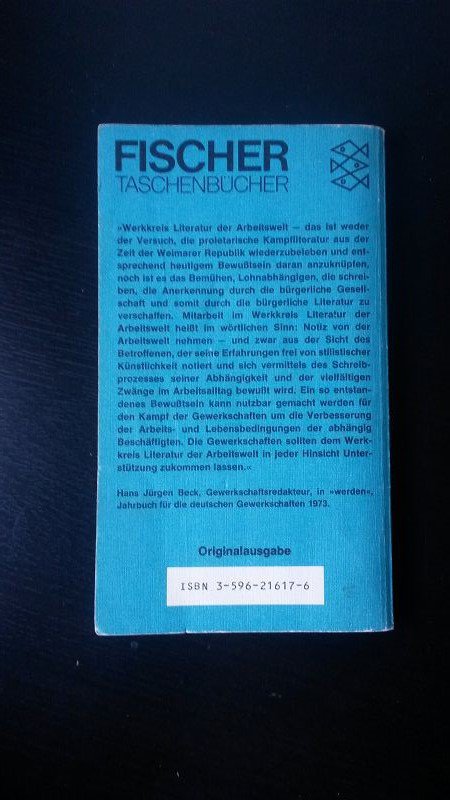 FISCHER
TASCHENBÜCHER
»Werkkreis Literatur der Arbeitswelt — das ist weder
der Versuch, die proletarische Kampfliteratur aus der
Zeit der Weimarer Republik wiederzubeleben und ent-
sprechend heutigem Bewußtsein daran anzuknüpfen,
noch ist es das Bemühen, Lohnabhängigen, die schrei-
ben, die Anerkennung durch die bürgerliche Gesell-
schaft und somit durch die bürgerliche Literatur zu
verschaffen. Mitarbeit im Werkkreis Literatur der
Arbeitswelt heißt im wörtlichen Sinn: Notiz von der
Arbeitswelt nehmen — und zwar aus der Sicht des
Betroffenen, der seine Erfahrungen frei von stilistischer
Künstlichkeit notiert und sich vermittels des Schreib-
prozesses seiner Abhängigkeit und der vielfältigen
Zwänge im Arbeitsalltag bewußt wird. Ein so entstan-
denes Bewußtsein kann nutzbar gemacht werden für
den Kampf der Gewerkschaften um die Verbesserung
der Arbeits- und Lebensbedingungen der abhängig
Beschäftigten. Die Gewerkschaften sollten dem Werk-
kreis Literatur der Arbeitswelt in jeder Hinsicht Unter-
stützung zukommen lassen.«
Hans Jürgen Beck, Gewerkschaftsredakteur, in »werden«,
Jahrbuch für die deutschen Gewerkschaften 1973.
Originalausgabe
ISBN 3-596-21617-6